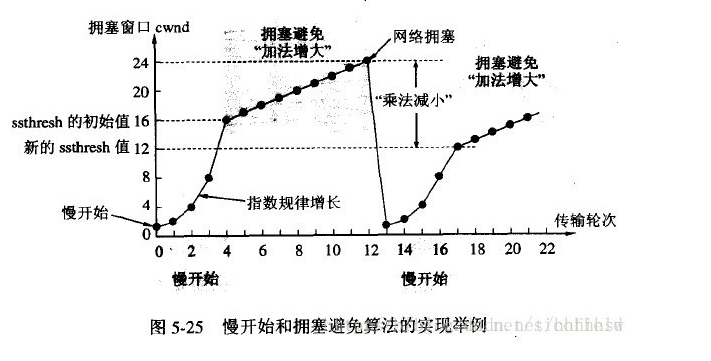 拥塞窗口 cwnd
拥塞避免
“加法增大”
网络拥塞
拥塞避免
“加法增大”
“乘法减小”
24
20
ssthresh 的初始值 16
新的 ssthresh 值 12
8
4
0
慢开始
指数规律增长
传输轮次
0 2 4 6 8 10 12 14 16 18 20 22
慢开始
慢开始
图 5-25 慢开始和拥塞避免算法的实现举例